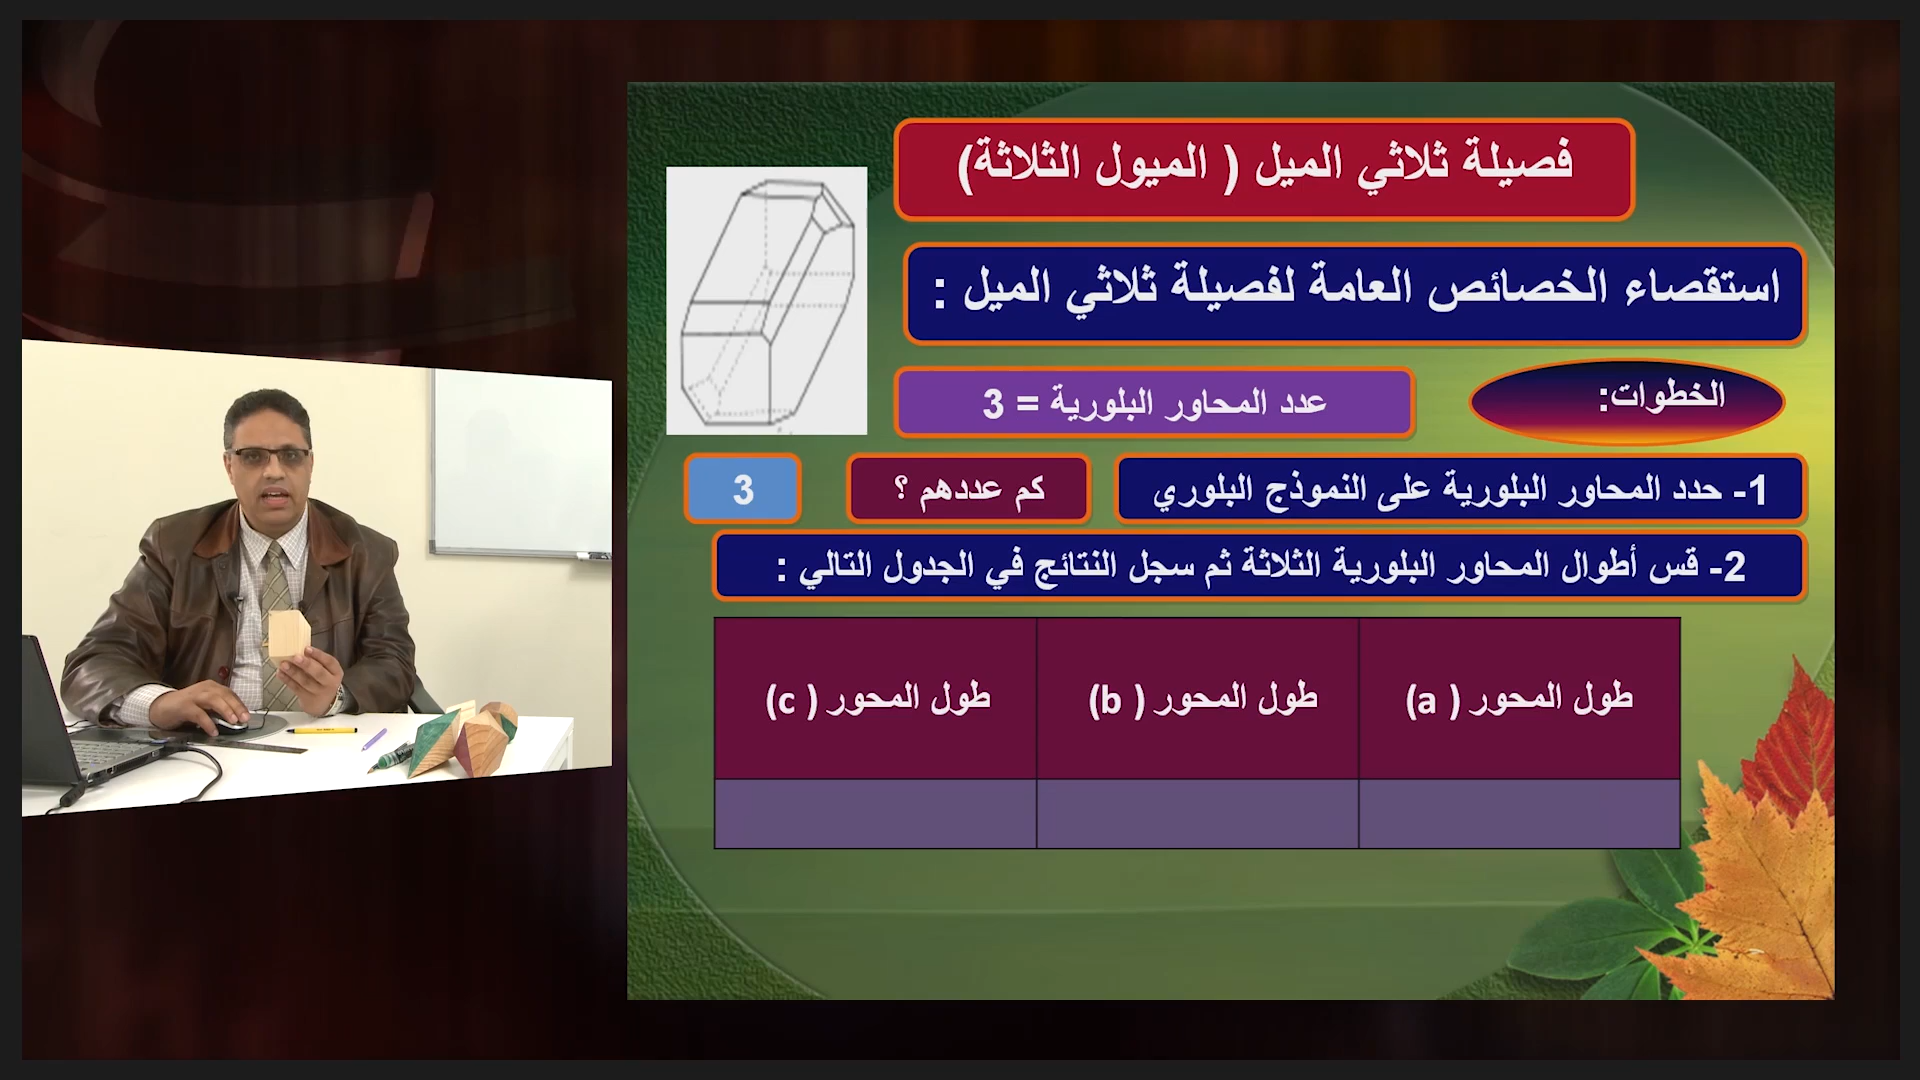 فصيلة ثلاثي الميل ( الميول الثلاثة)
استقصاء الخصائص العامة لفصيلة ثلاثي الميل :
الخطوات:
عدد المحاور البلورية = 3
1- حدد المحاور البلورية على النموذج البلوري
كم عددهم ؟
3
2- قس أطوال المحاور البلورية الثلاثة ثم سجل النتائج في الجدول التالي :
طول المحور ( a)
طول المحور ( b)
طول المحور ( c)